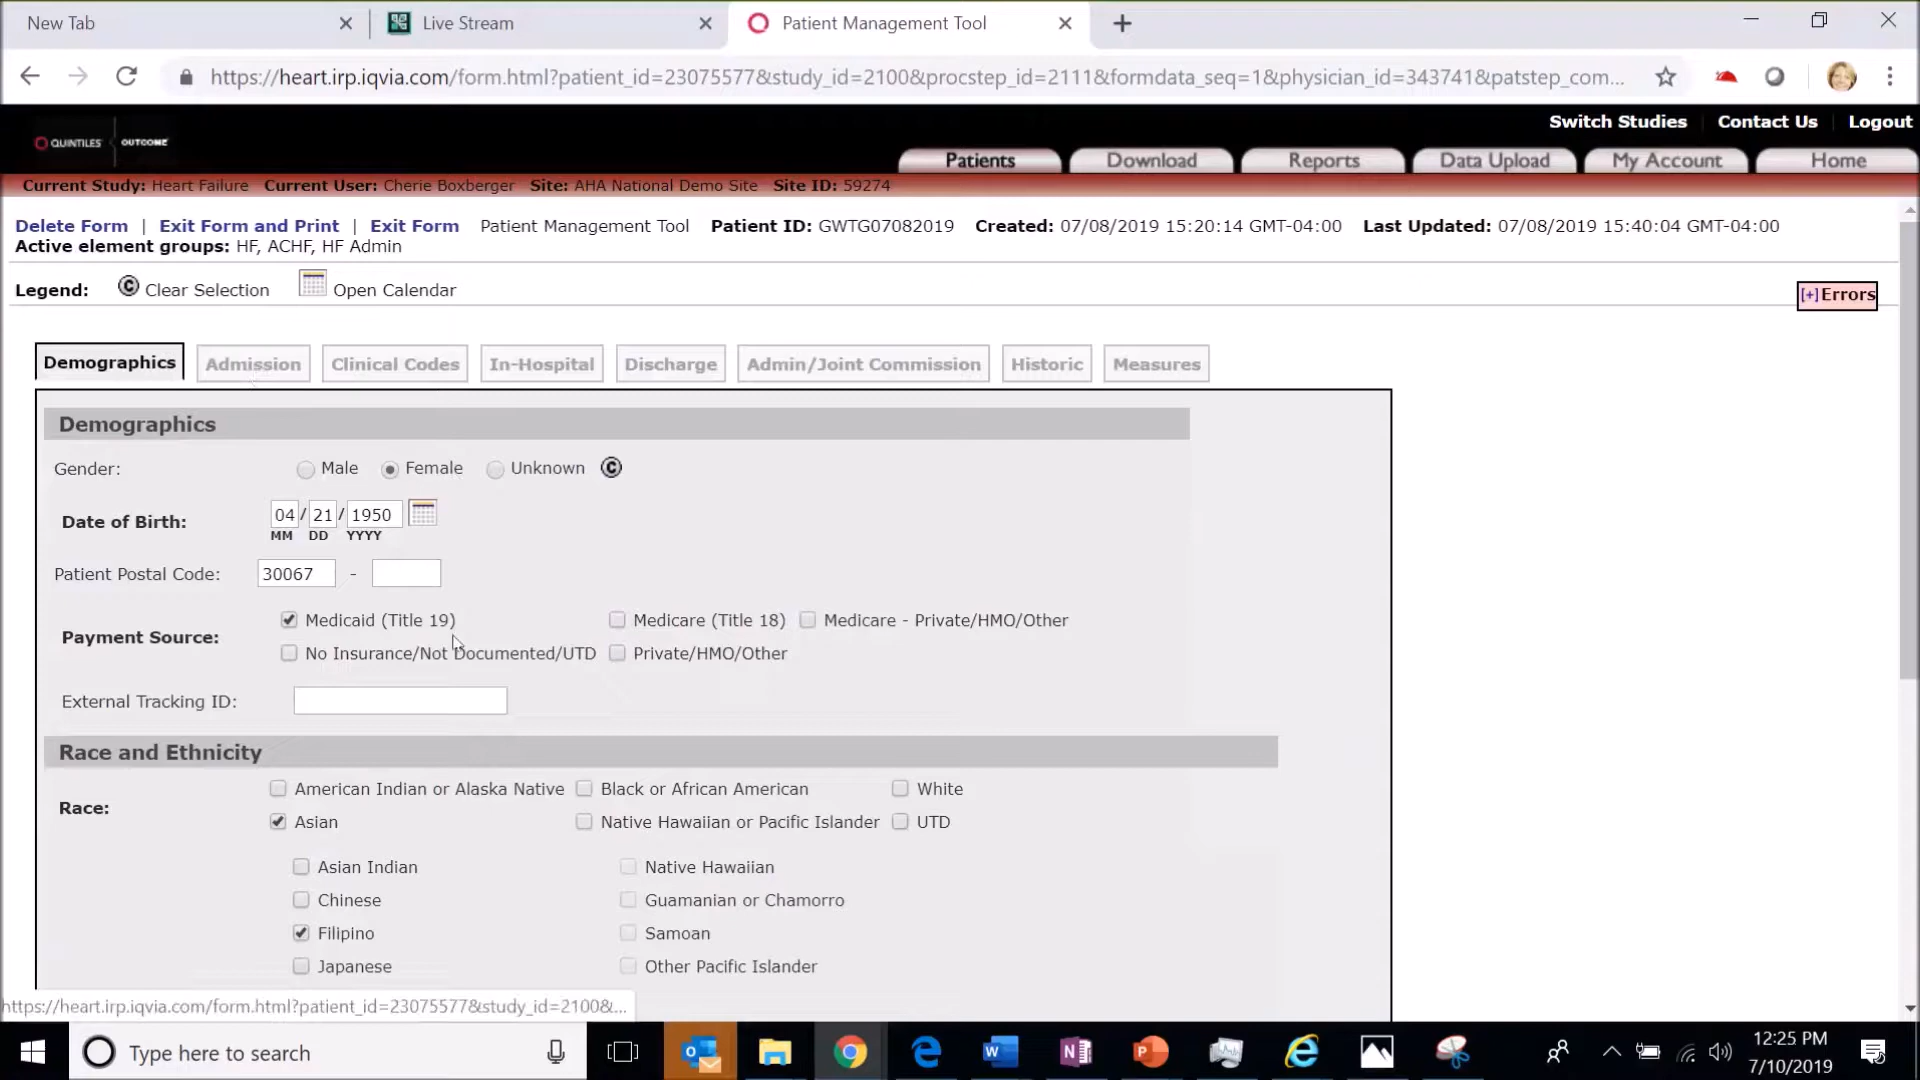 New Tab
Live Stream
Patient Management Tool
https://heart.irp.iqvia.com/form.html?patient_id=23075577&study_id=2100&procstep_id=2111&formdata_seq=1&physician_id=343741&patstep_com...
Switch Studies Contact Us Logout
QUINTILES OUTCOME
Patients Download Reports Data Upload My Account Home
Current Study: Heart Failure Current User: Cherie Boxberger Site: AHA National Demo Site Site ID: 59274
Delete Form | Exit Form and Print | Exit Form Patient Management Tool Patient ID: GWTG07082019 Created: 07/08/2019 15:20:14 GMT-04:00 Last Updated: 07/08/2019 15:40:04 GMT-04:00
Active element groups: HF, ACHF, HF Admin
Legend: © Clear Selection Open Calendar
[+]Errors
Demographics Admission Clinical Codes In-Hospital Discharge Admin/Joint Commission Historic Measures
Demographics
Gender: Male Female Unknown ©
Date of Birth: 04 / 21 / 1950
MM DD YYYY
Patient Postal Code: 30067 -
Payment Source:
Medicaid (Title 19) Medicare (Title 18) Medicare - Private/HMO/Other
No Insurance/Not Documented/UTD Private/HMO/Other
External Tracking ID:
Race and Ethnicity
Race:
American Indian or Alaska Native Black or African American White
Asian Native Hawaiian or Pacific Islander UTD
Asian Indian Native Hawaiian
Chinese Guamanian or Chamorro
Filipino Samoan
Japanese Other Pacific Islander
https://heart.irp.iqvia.com/form.html?patient_id=23075577&study_id=2100&...
Type here to search
12:25 PM
7/10/2019